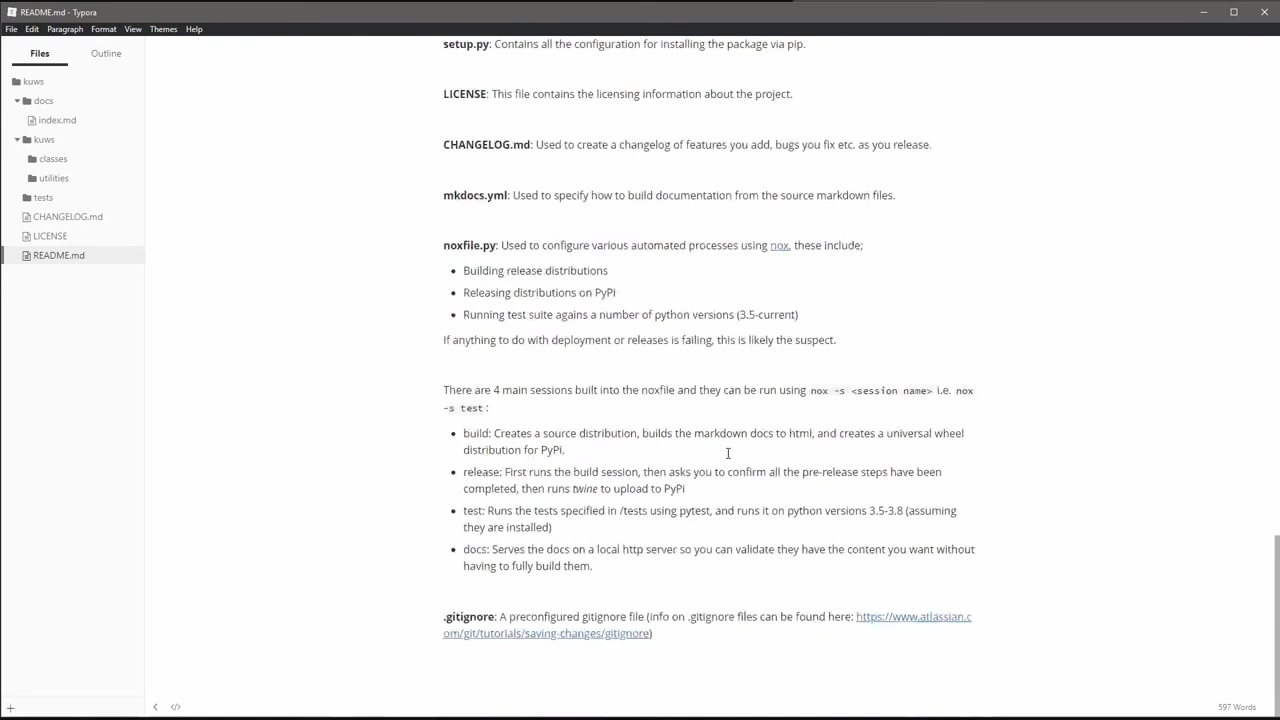 README.md - Typora
File Edit Paragraph Format View Themes Help
Files Outline
kuws
docs
index.md
kuws
classes
utilities
tests
CHANGELOG.md
LICENSE
README.md
setup.py: Contains all the configuration for installing the package via pip.
LICENSE: This file contains the licensing information about the project.
CHANGELOG.md: Used to create a changelog of features you add, bugs you fix etc. as you release.
mkdocs.yml: Used to specify how to build documentation from the source markdown files.
noxfile.py: Used to configure various automated processes using nox, these include;
Building release distributions
Releasing distributions on PyPi
Running test suite agains a number of python versions (3.5-current)
If anything to do with deployment or releases is failing, this is likely the suspect.
There are 4 main sessions built into the noxfile and they can be run using nox -s <session name> i.e. nox
-s test:
build: Creates a source distribution, builds the markdown docs to html, and creates a universal wheel
distribution for PyPi.
release: First runs the build session, then asks you to confirm all the pre-release steps have been
completed, then runs twine to upload to PyPi
test: Runs the tests specified in /tests using pytest, and runs it on python versions 3.5-3.8 (assuming
they are installed)
docs: Serves the docs on a local http server so you can validate they have the content you want without
having to fully build them.
.gitignore: A preconfigured gitignore file (info on .gitignore files can be found here: https://www.atlassian.c
om/git/tutorials/saving-changes/gitignore)
597 Words